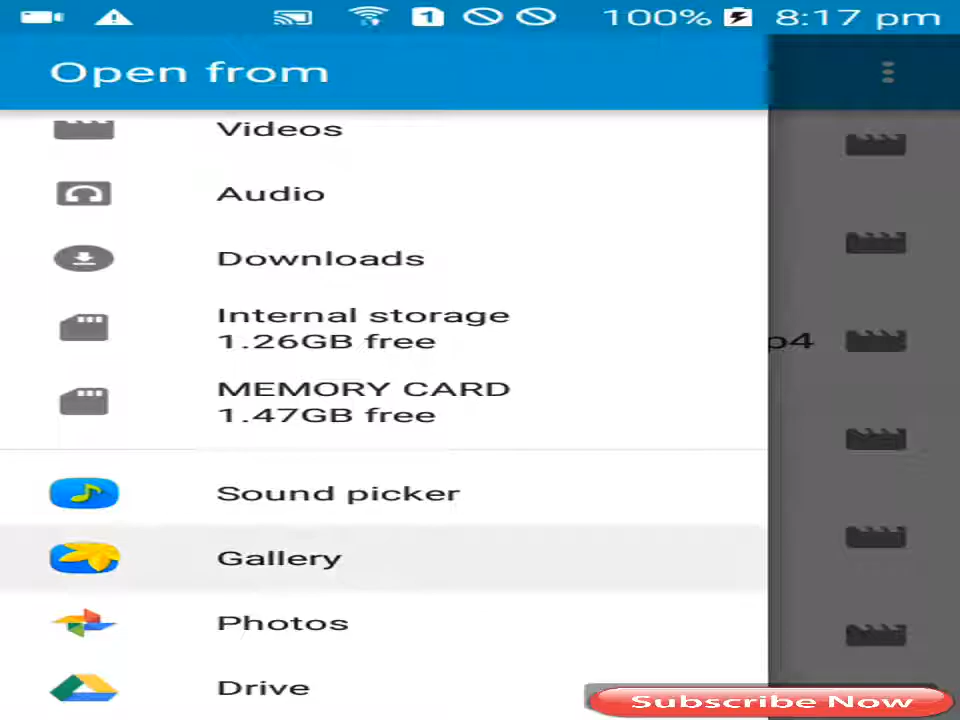 1
100%
8:17 pm
Open from
Videos
Audio
Downloads
Internal storage
1.26GB free
p4
MEMORY CARD
1.47GB free
Sound picker
Gallery
Photos
Drive
Subscribe Now